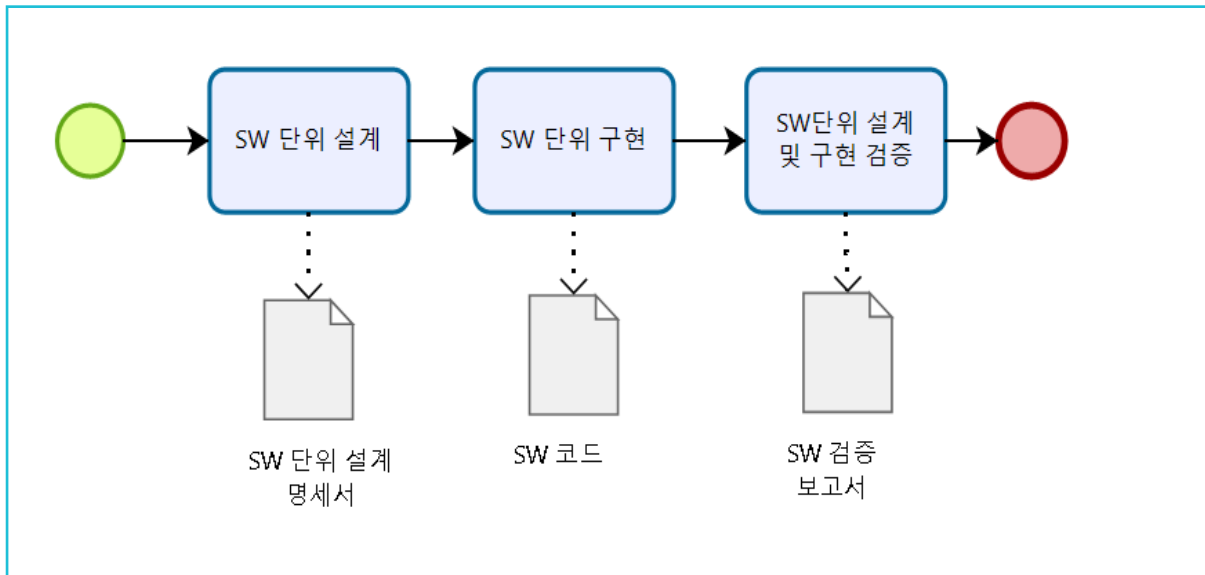 SW 단위 설계
SW 단위 구현
SW단위 설계
및 구현 검증
SW 단위 설계
명세서
SW 코드
SW 검증
보고서